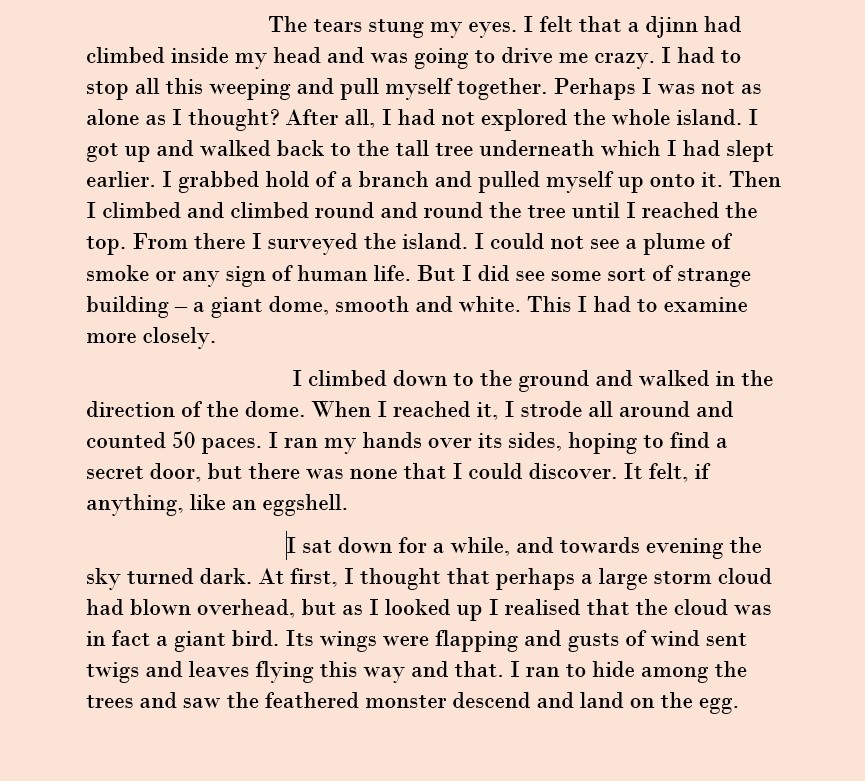 The tears stung my eyes. I felt that a djinn had
climbed inside my head and was going to drive me crazy. I had to
stop all this weeping and pull myself together. Perhaps I was not as
alone as I thought? After all, I had not explored the whole island. I
got up and walked back to the tall tree underneath which I had slept
earlier. I grabbed hold of a branch and pulled myself up onto it. Then
I climbed and climbed round and round the tree until I reached the
top. From there I surveyed the island. I could not see a plume of
smoke or any sign of human life. But I did see some sort of strange
building – a giant dome, smooth and white. This I had to examine
more closely.
I climbed down to the ground and walked in the
direction of the dome. When I reached it, I strode all around and
counted 50 paces. I ran my hands over its sides, hoping to find a
secret door, but there was none that I could discover. It felt, if
anything, like an eggshell.
I sat down for a while, and towards evening the
sky turned dark. At first, I thought that perhaps a large storm cloud
had blown overhead, but as I looked up I realised that the cloud was
in fact a giant bird. Its wings were flapping and gusts of wind sent
twigs and leaves flying this way and that. I ran to hide among the
trees and saw the feathered monster descend and land on the egg.